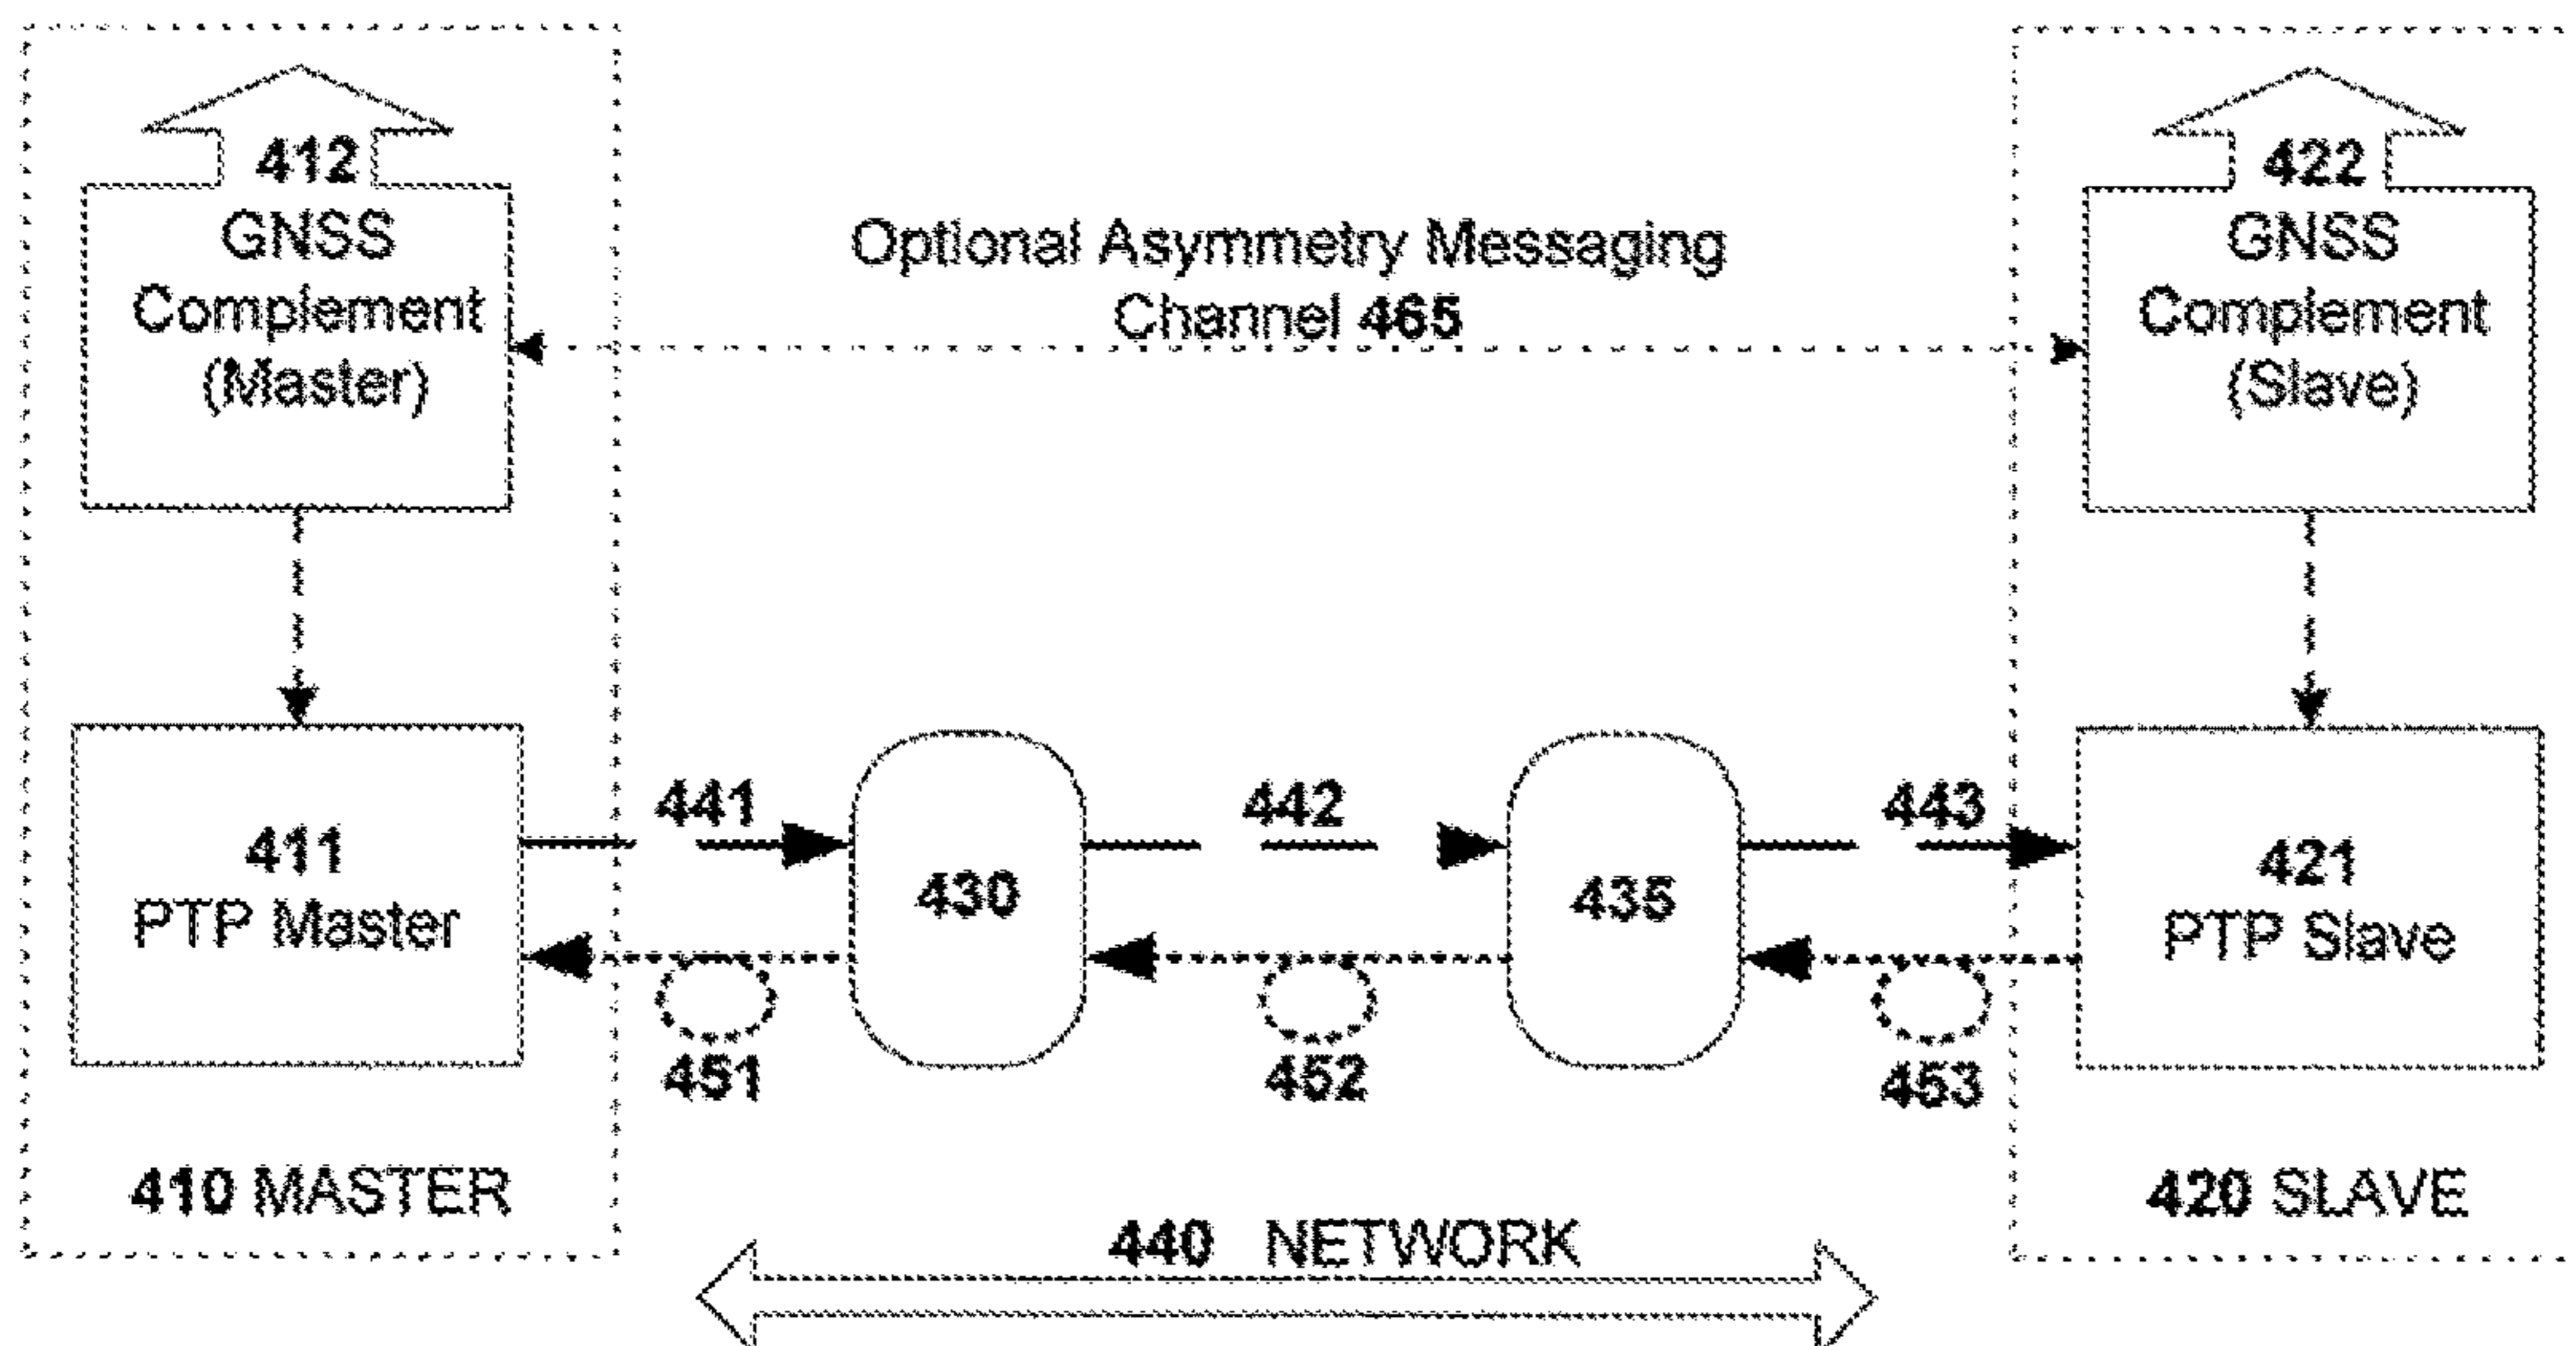 412
GNSS
Complement
(Master)
Optional Asymmetry Messaging
Channel 465
422
GNSS
Complement
(Slave)
441
442
443
411
PTP Master
430
435
421
PTP Slave
451
452
453
410 MASTER
420 SLAVE
440 NETWORK